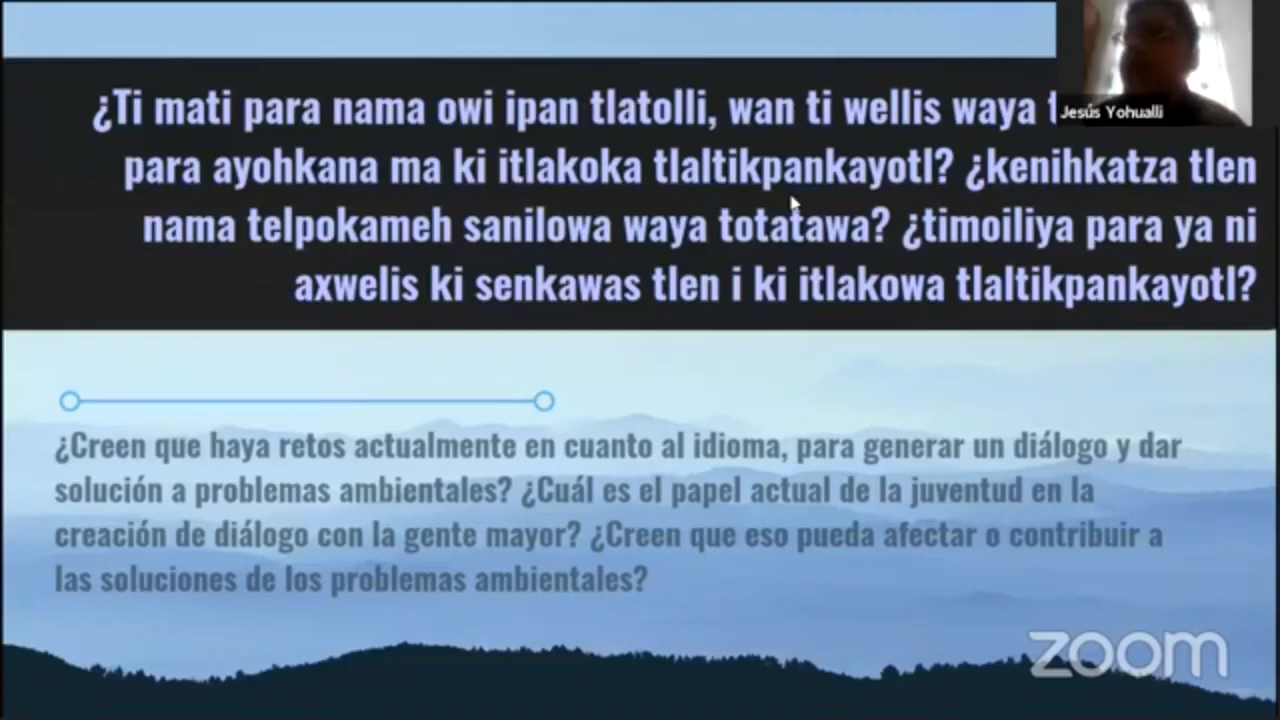 ¿Ti mati para nama owi ipan tlatolli, wan ti wellis waya
para ayohkana ma ki itlakoka tlaltikpankayotl? ¿kenihkatza tlen
nama telpokameh sanilowa waya totatawa? ¿timoiliya para ya ni
axwelis ki senkawas tlen i ki itlakowa tlaltikpankayotl?
Jesús Yohualli
¿Creen que haya retos actualmente en cuanto al idioma, para generar un diálogo y dar
solución a problemas ambientales? ¿Cuál es el papel actual de la juventud en la
creación de diálogo con la gente mayor? ¿Creen que eso pueda afectar o contribuir a
las soluciones de los problemas ambientales?
zoom